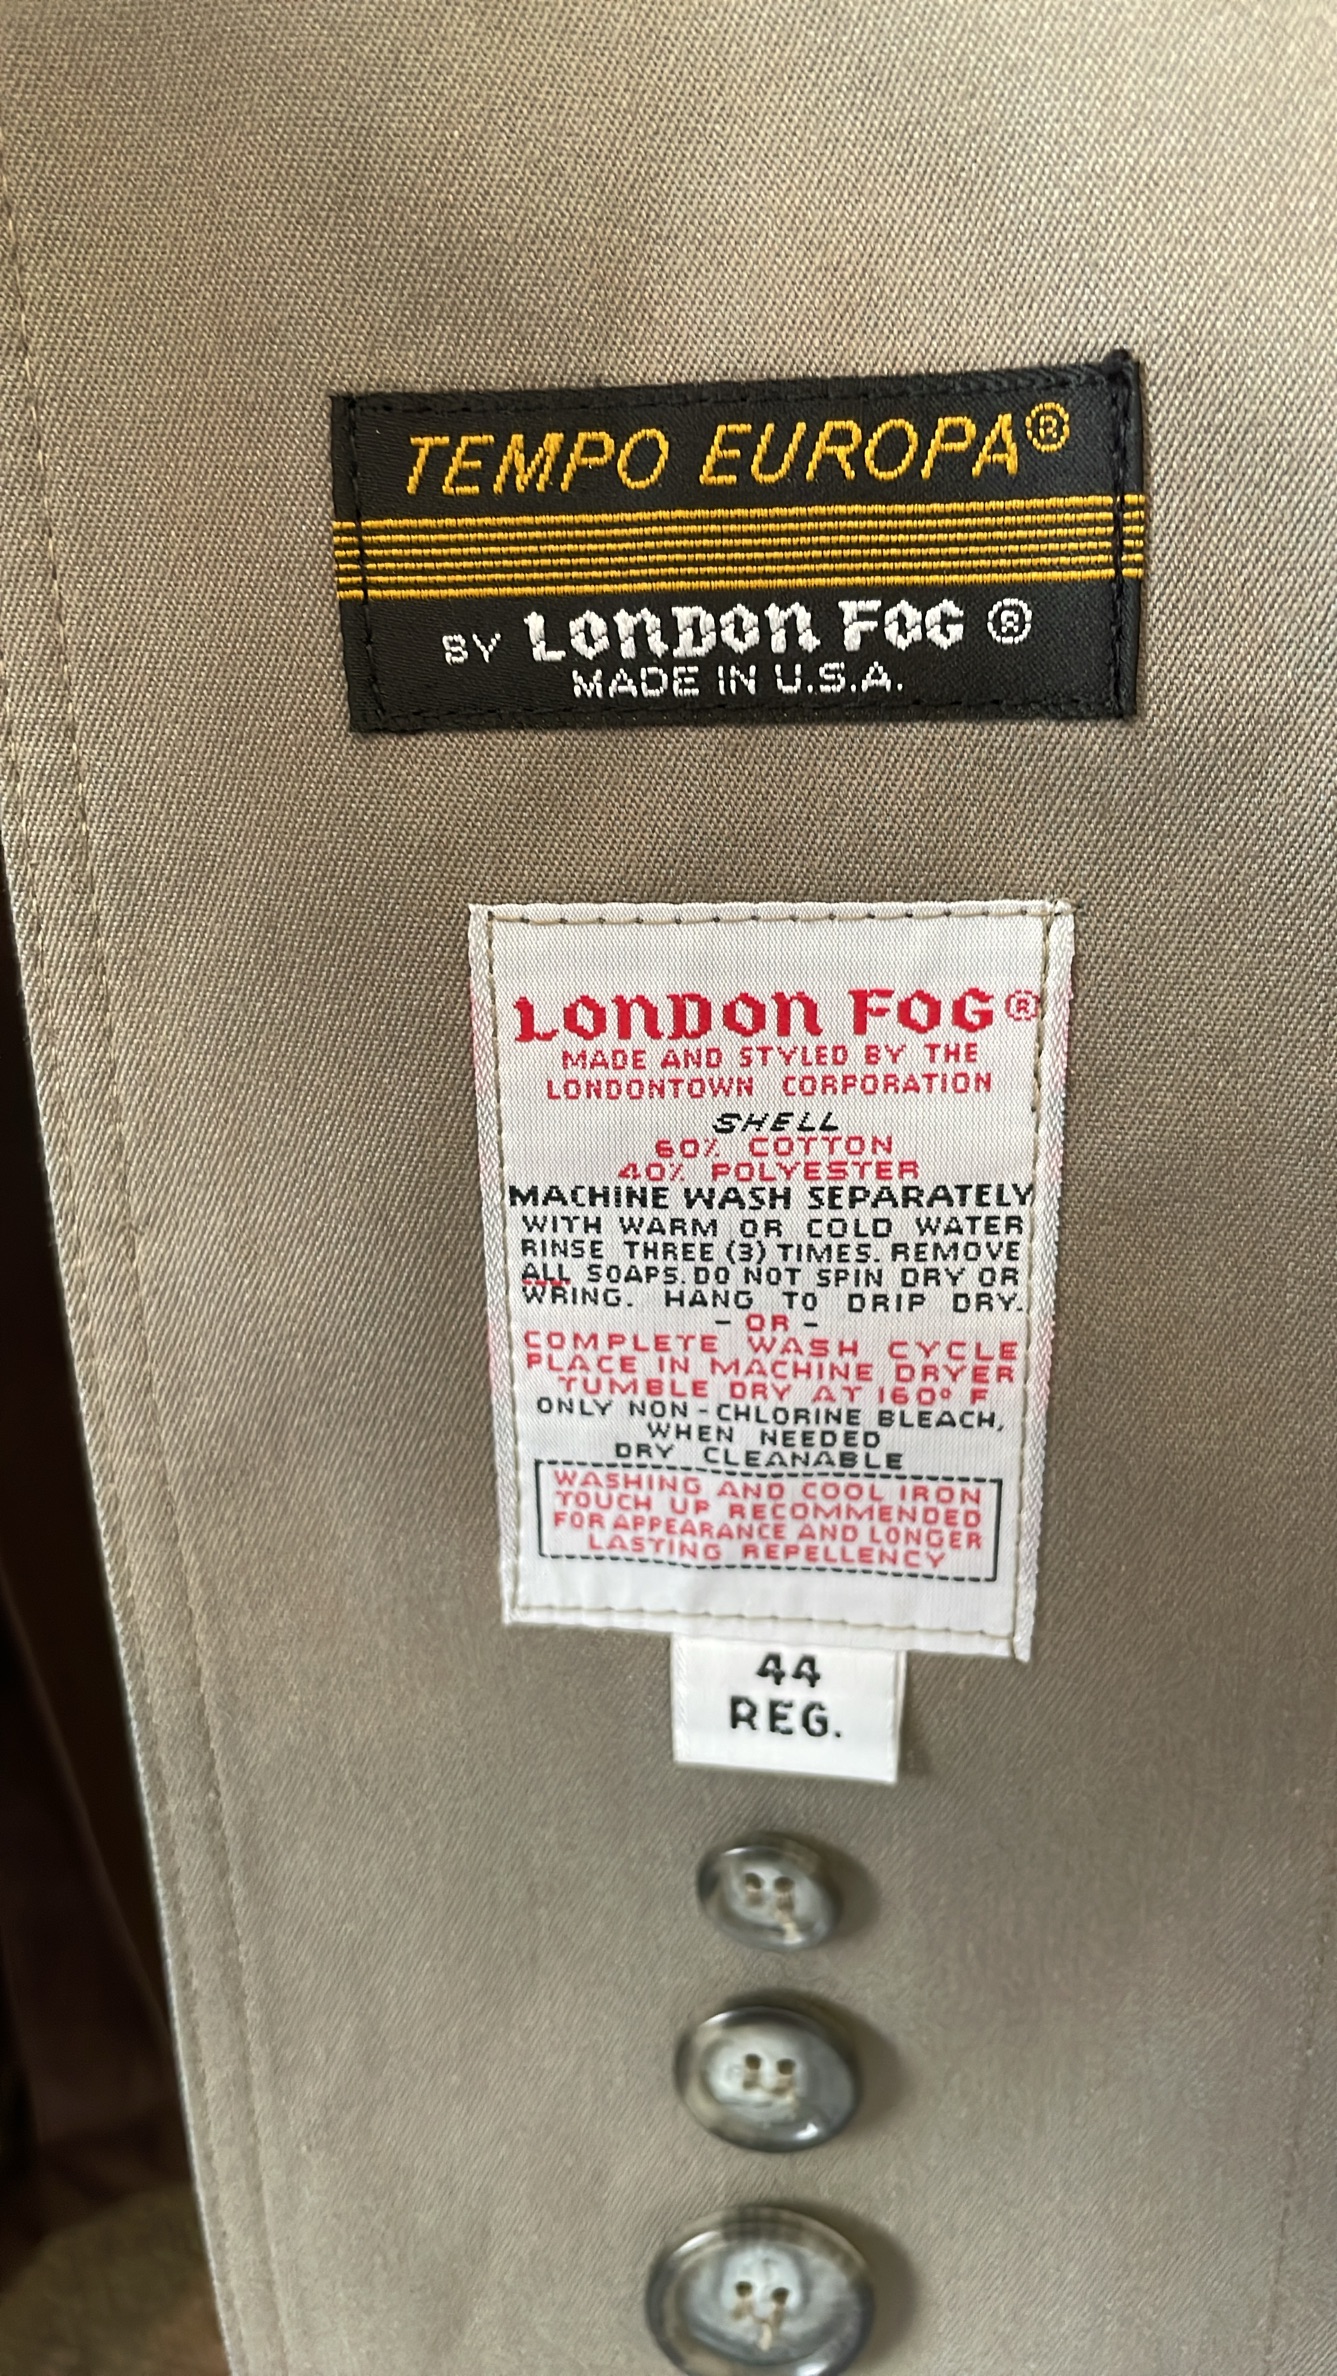 TEMPO EUROPA®
BY LONDON FOG ®
MADE IN U.S.A.
LONDON FOG®
MADE AND STYLED BY THE
LONDONTOWN CORPORATION
SHELL
60% COTTON
40% POLYESTER
MACHINE WASH SEPARATELY
WITH WARM OR COLD WATER
RINSE THREE (3) TIMES. REMOVE
ALL SOAPS. DO NOT SPIN DRY OR
WRING. HANG TO DRIP DRY.
- OR -
COMPLETE WASH CYCLE
PLACE IN MACHINE DRYER
TUMBLE DRY AT 160° F
ONLY NON-CHLORINE BLEACH,
WHEN NEEDED
DRY CLEANABLE
WASHING AND COOL IRON
TOUCH UP RECOMMENDED
FOR APPEARANCE AND LONGER
LASTING REPELLENCY
44
REG.